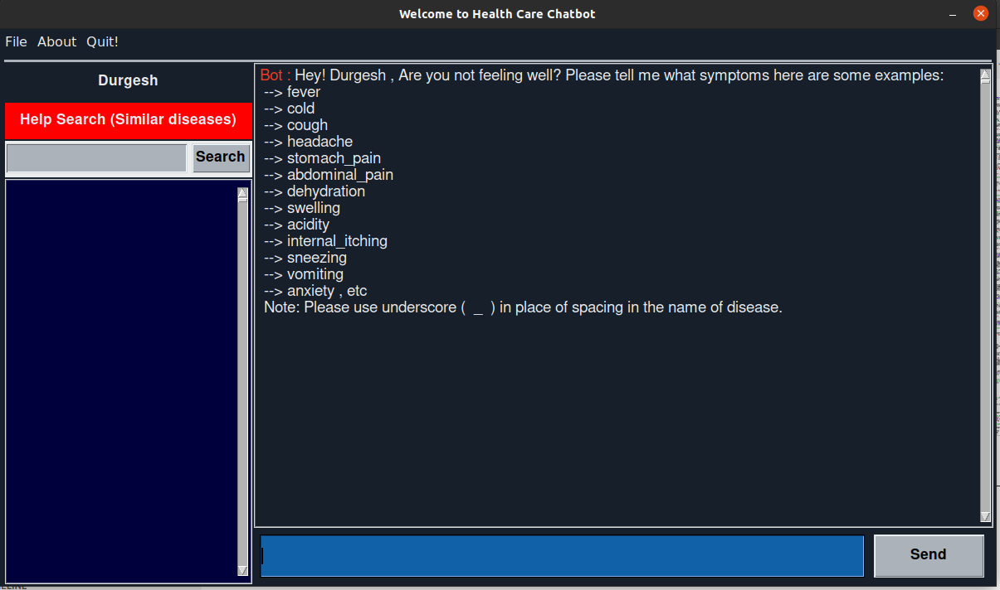 Welcome to Health Care Chatbot
File About Quit!
Durgesh
Help Search (Similar diseases)
Search
Bot : Hey! Durgesh , Are you not feeling well? Please tell me what symptoms here are some examples:
--> fever
--> cold
--> cough
--> headache
--> stomach_pain
--> abdominal_pain
--> dehydration
--> swelling
--> acidity
--> internal_itching
--> sneezing
--> vomiting
--> anxiety , etc
Note: Please use underscore ( _ ) in place of spacing in the name of disease.
Send